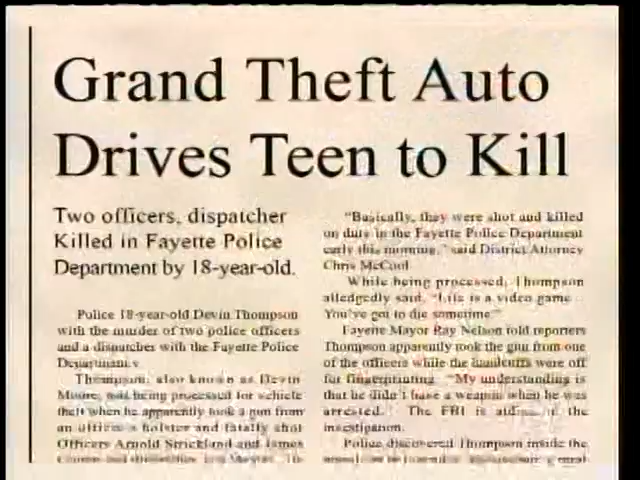 Grand Theft Auto
Drives Teen to Kill
Two officers, dispatcher
Killed in Fayette Police
Department by 18-year-old.
Police 18-year-old Devin Thompson
with the murder of two police officers
and a dispatcher with the Fayette Police
Department.
Thompson, also known as Devin
Moore, was being processed for vehicle
theft when he apparently took a gun from
an officer's holster and fatally shot
Officers Arnold Strickland and James
"Basically, they were shot and killed
on duty in the Fayette Police Department
early this morning," said District Attorney
Chris McCool
While being processed, Thompson
alledgedly said, "Life is a video game
You've got to die sometime"
Fayette Mayor Ray Nelson told reporters
Thompson apparently took the gun from one
of the officers while the handcuffs were off
for fingerprinting. "My understanding is
that he didn't have a weapon when he was
arrested. The FBI is aiding in the
investigation.
Police discovered Thompson inside the